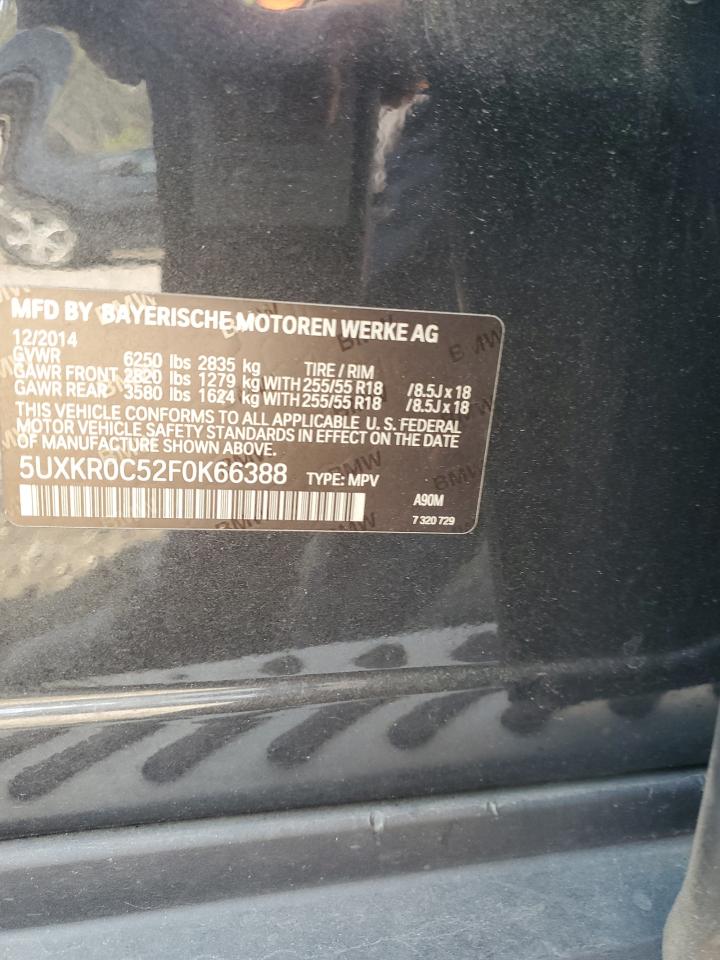 MFD BY BAYERISCHE MOTOREN WERKE AG
12/2014
GVWR 6250 lbs 2835 kg TIRE / RIM
GAWR FRONT 2820 lbs 1279 kg WITH 255/55 R18 /8.5J x 18
GAWR REAR 3580 lbs 1624 kg WITH 255/55 R18 /8.5J x 18
THIS VEHICLE CONFORMS TO ALL APPLICABLE U.S. FEDERAL
MOTOR VEHICLE SAFETY STANDARDS IN EFFECT ON THE DATE
OF MANUFACTURE SHOWN ABOVE.
5UXKR0C52F0K66388 TYPE: MPV
A90M
7 320 729